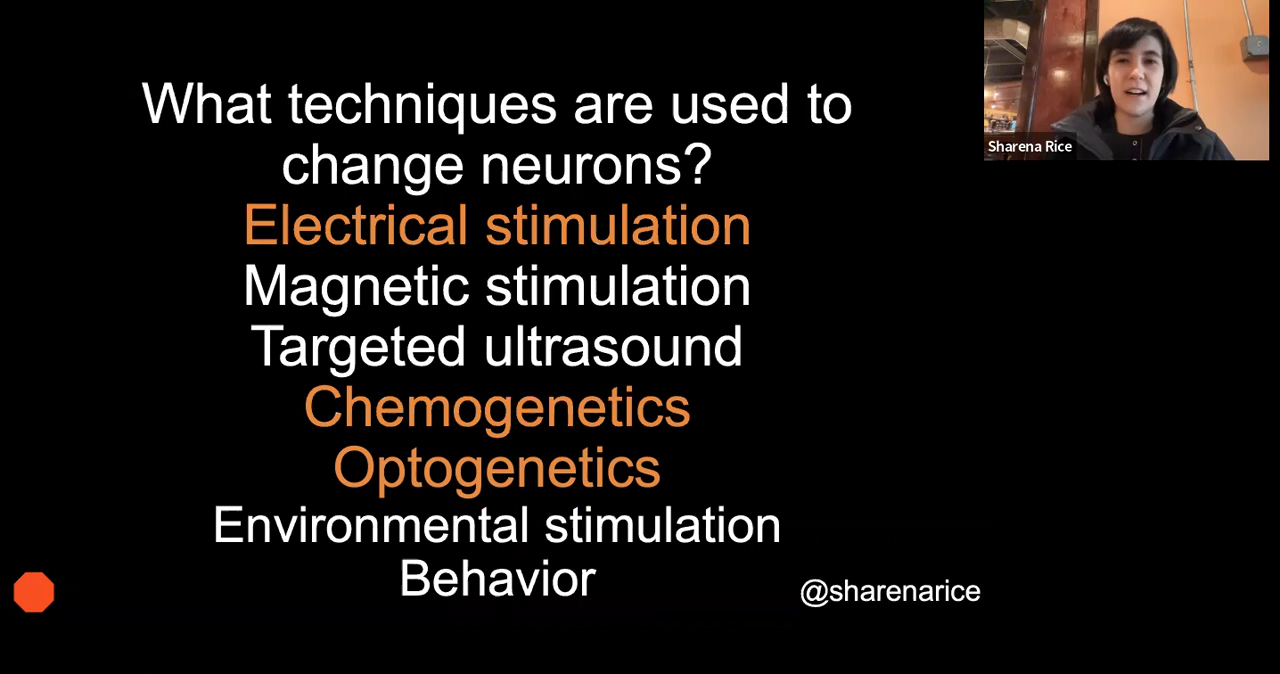 What techniques are used to
change neurons?
Electrical stimulation
Magnetic stimulation
Targeted ultrasound
Chemogenetics
Optogenetics
Environmental stimulation
Behavior
@sharenarice
Sharena Rice